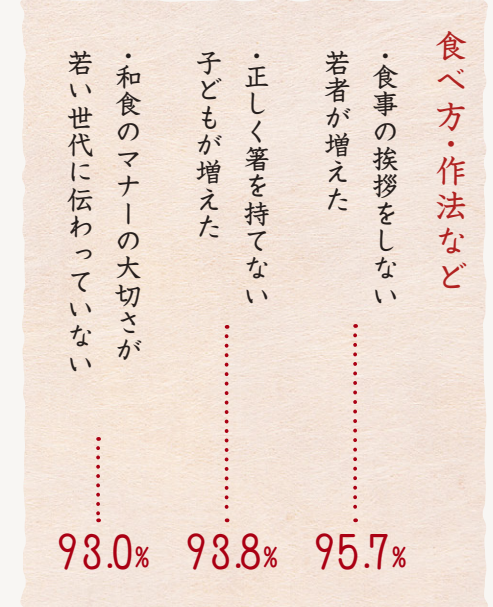 食べ方・作法など
・食事の挨拶をしない
若者が増えた
95.7%
・正しく箸を持てない
子どもが増えた
93.8%
・和食のマナーの大切さが
若い世代に伝わっていない
93.0%